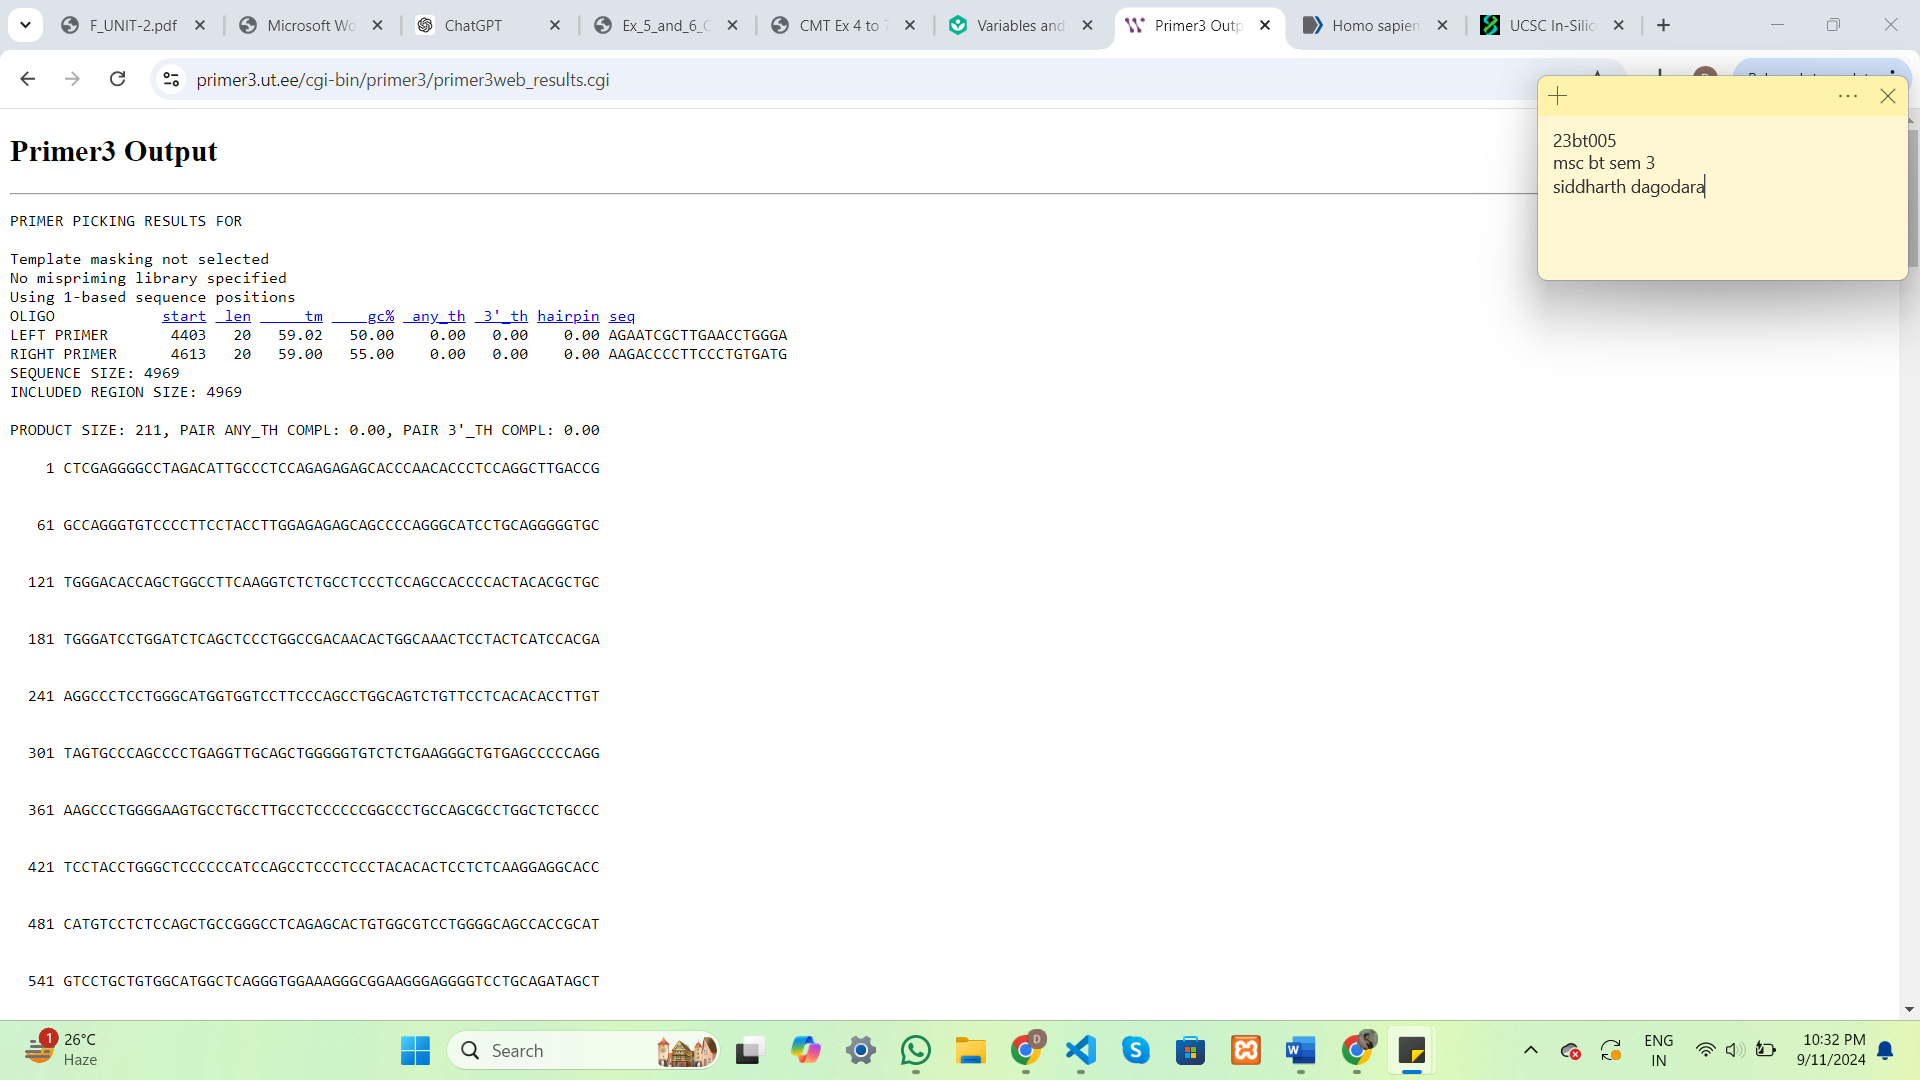 F_UNIT-2.pdf
Microsoft Wo
ChatGPT
Ex_5_and_6_C
CMT Ex 4 to 7
Variables and
Primer3 Outp
Homo sapien
UCSC In-Silic
primer3.ut.ee/cgi-bin/primer3/primer3web_results.cgi
23bt005
msc bt sem 3
siddharth dagodara
Primer3 Output
PRIMER PICKING RESULTS FOR
Template masking not selected
No mispriming library specified
Using 1-based sequence positions
OLIGO start len tm gc% any_th 3'_th hairpin seq
LEFT PRIMER 4403 20 59.02 50.00 0.00 0.00 0.00 AGAATCGCTTGAACCTGGGA
RIGHT PRIMER 4613 20 59.00 55.00 0.00 0.00 0.00 AAGACCCCTTCCCTGTGATG
SEQUENCE SIZE: 4969
INCLUDED REGION SIZE: 4969
PRODUCT SIZE: 211, PAIR ANY_TH COMPL: 0.00, PAIR 3'_TH COMPL: 0.00
1 CTCGAGGGGCCTAGACATTGCCCTCCAGAGAGAGCACCCAACACCCTCCAGGCTTGACCG
61 GCCAGGGTGTCCCCTTCCTACCTTGGAGAGAGCAGCCCCAGGGCATCCTGCAGGGGGTGC
121 TGGGACACCAGCTGGCCTTCAAGGTCTCTGCCTCCCTCCAGCCACCCCACTACACGCTGC
181 TGGGATCCTGGATCTCAGCTCCCTGGCCGACAACACTGGCAAACTCCTACTCATCCACGA
241 AGGCCCTCCTGGGCATGGTGGTCCTTCCCAGCCTGGCAGTCTGTTCCTCACACACCTTGT
301 TAGTGCCCAGCCCCTGAGGTTGCAGCTGGGGGTGTCTCTGAAGGGCTGTGAGCCCCCAGG
361 AAGCCCTGGGGAAGTGCCTGCCTTGCCTCCCCCCGGCCCTGCCAGCGCCTGGCTCTGCCC
421 TCCTACCTGGGCTCCCCCCATCCAGCCTCCCTCCCTACACACTCCTCTCAAGGAGGCACC
481 CATGTCCTCTCCAGCTGCCGGGCCTCAGAGCACTGTGGCGTCCTGGGGCAGCCACCGCAT
541 GTCCTGCTGTGGCATGGCTCAGGGTGGAAAGGGCGGAAGGGAGGGGTCCTGCAGATAGCT
1
26°C
Haze
Search
ENG
IN
10:32 PM
9/11/2024